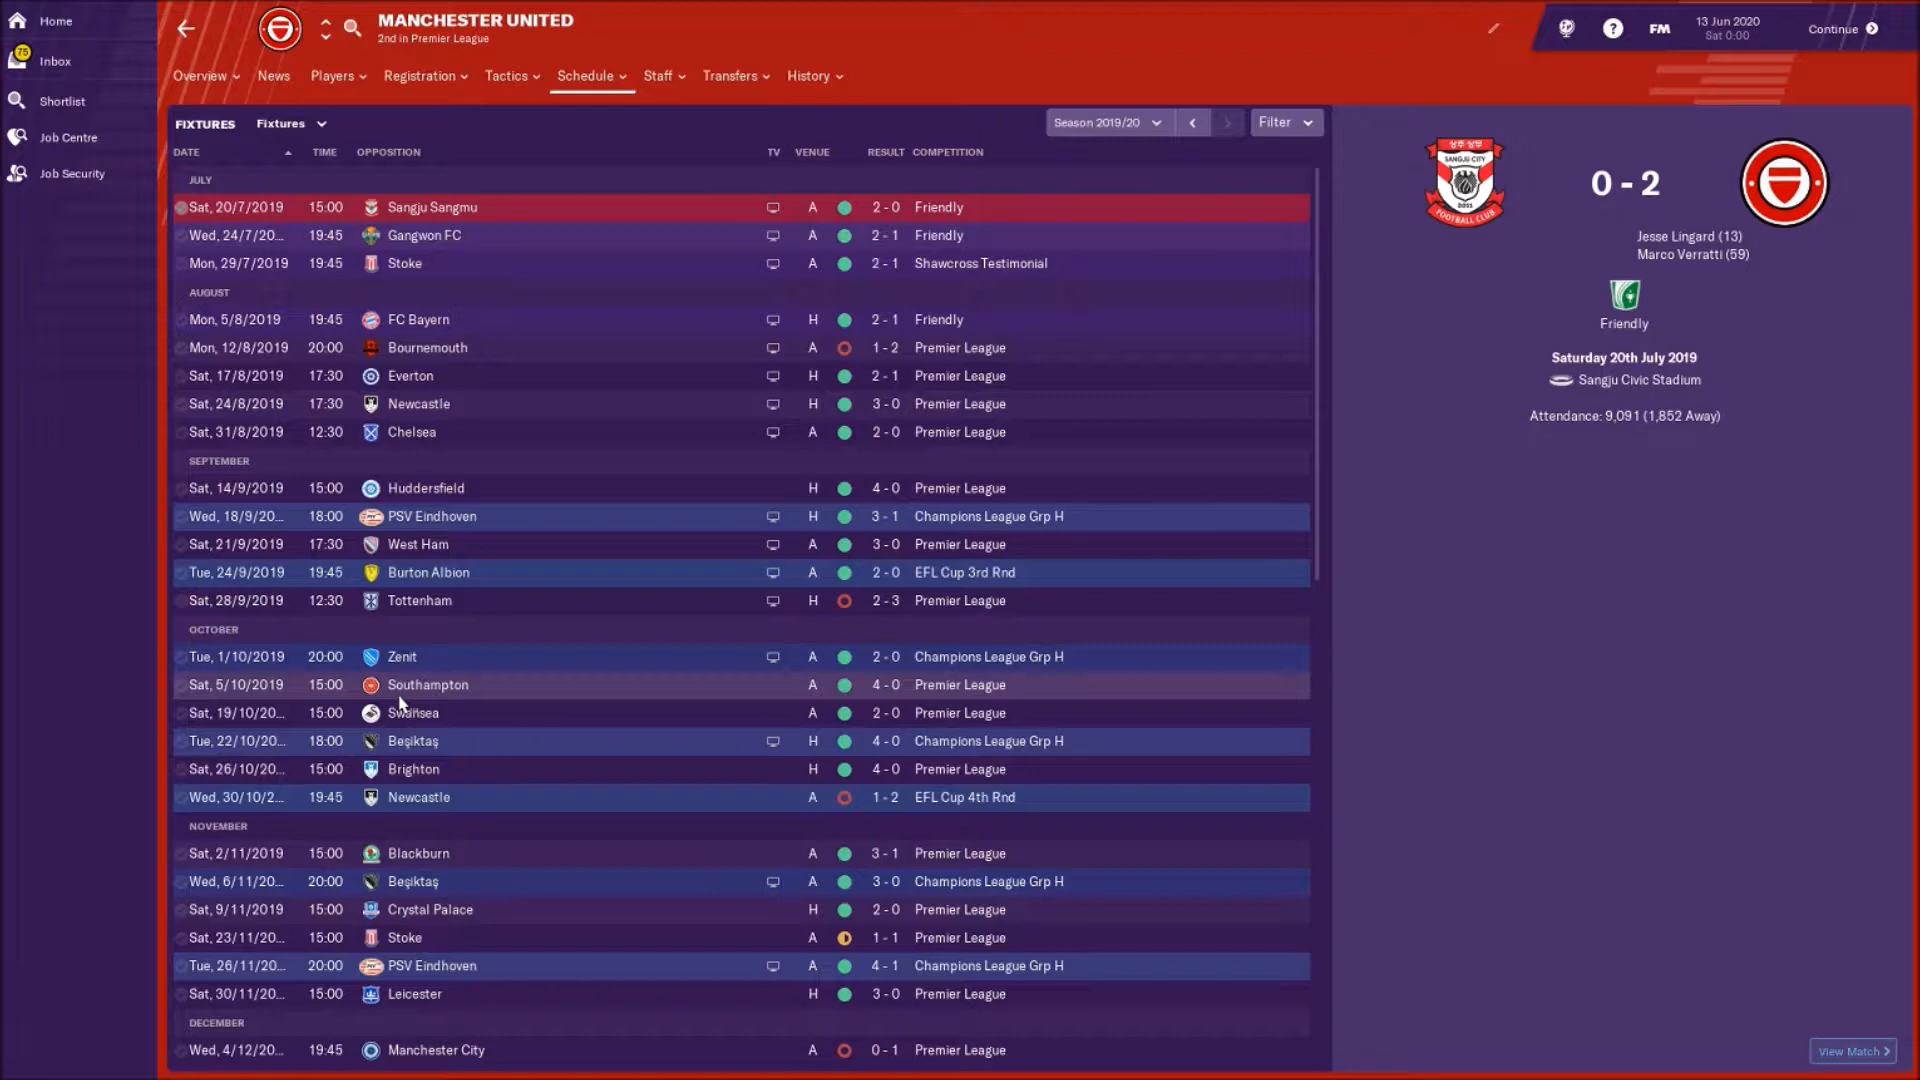 Home
75
Inbox
Shortlist
Job Centre
Job Security
MANCHESTER UNITED
2nd in Premier League
FM
13 Jun 2020
Sat 0:00
Continue
Overview News Players Registration Tactics Schedule Staff Transfers History
FIXTURES Fixtures Season 2019/20 Filter
DATE TIME OPPOSITION TV VENUE RESULT COMPETITION
JULY
Sat, 20/7/2019 15:00 Sangju Sangmu A 2 - 0 Friendly
Wed, 24/7/20... 19:45 Gangwon FC A 2 - 1 Friendly
Mon, 29/7/2019 19:45 Stoke A 2 - 1 Shawcross Testimonial
AUGUST
Mon, 5/8/2019 19:45 FC Bayern H 2 - 1 Friendly
Mon, 12/8/2019 20:00 Bournemouth A 1 - 2 Premier League
Sat, 17/8/2019 17:30 Everton H 2 - 1 Premier League
Sat, 24/8/2019 17:30 Newcastle H 3 - 0 Premier League
Sat, 31/8/2019 12:30 Chelsea A 2 - 0 Premier League
SEPTEMBER
Sat, 14/9/2019 15:00 Huddersfield H 4 - 0 Premier League
Wed, 18/9/20... 18:00 PSV Eindhoven H 3 - 1 Champions League Grp H
Sat, 21/9/2019 17:30 West Ham A 3 - 0 Premier League
Tue, 24/9/2019 19:45 Burton Albion A 2 - 0 EFL Cup 3rd Rnd
Sat, 28/9/2019 12:30 Tottenham H 2 - 3 Premier League
OCTOBER
Tue, 1/10/2019 20:00 Zenit A 2 - 0 Champions League Grp H
Sat, 5/10/2019 15:00 Southampton A 4 - 0 Premier League
Sat, 19/10/20... 15:00 Swansea A 2 - 0 Premier League
Tue, 22/10/20... 18:00 Beşiktaş H 4 - 0 Champions League Grp H
Sat, 26/10/20... 15:00 Brighton H 4 - 0 Premier League
Wed, 30/10/2... 19:45 Newcastle A 1 - 2 EFL Cup 4th Rnd
NOVEMBER
Sat, 2/11/2019 15:00 Blackburn A 3 - 1 Premier League
Wed, 6/11/20... 20:00 Beşiktaş A 3 - 0 Champions League Grp H
Sat, 9/11/2019 15:00 Crystal Palace H 2 - 0 Premier League
Sat, 23/11/20... 15:00 Stoke A 1 - 1 Premier League
Tue, 26/11/20... 20:00 PSV Eindhoven A 4 - 1 Champions League Grp H
Sat, 30/11/20... 15:00 Leicester H 3 - 0 Premier League
DECEMBER
Wed, 4/12/20... 19:45 Manchester City A 0 - 1 Premier League
상주 상무
SANGJU CITY
2011
FOOTBALL CLUB
0 - 2
Jesse Lingard (13)
Marco Verratti (59)
Friendly
Saturday 20th July 2019
Sangju Civic Stadium
Attendance: 9,091 (1,852 Away)
View Match